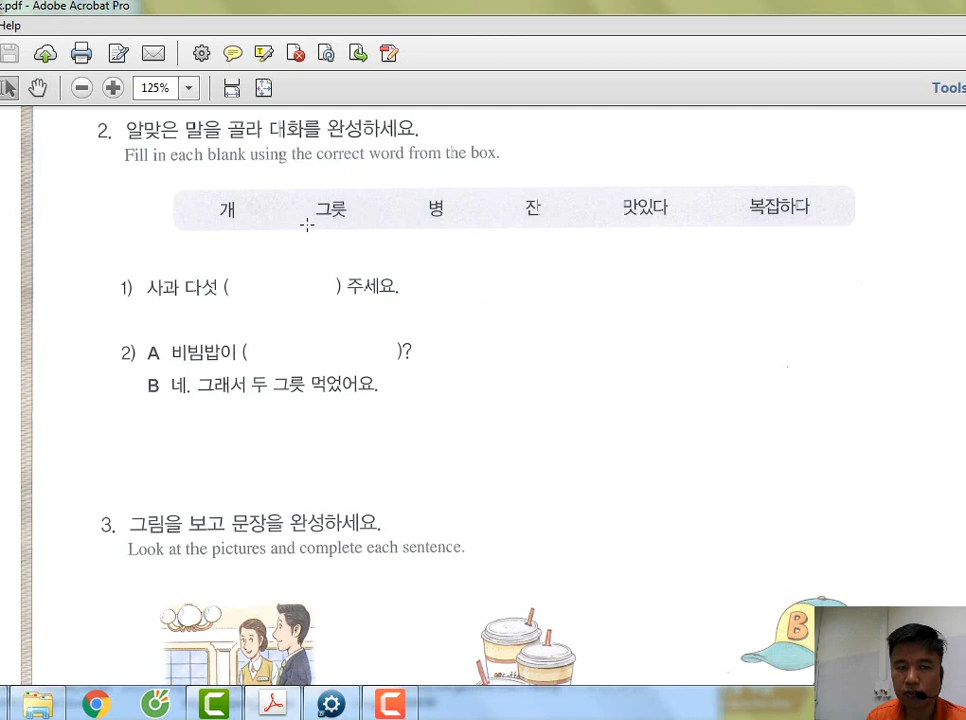 .pdf - Adobe Acrobat Pro
Help
125%
Tools
2. 알맞은 말을 골라 대화를 완성하세요.
Fill in each blank using the correct word from the box.
개 그릇 병 잔 맛있다 복잡하다
1) 사과 다섯 ( ) 주세요.
2) A 비빔밥이 ( )?
B 네. 그래서 두 그릇 먹었어요.
3. 그림을 보고 문장을 완성하세요.
Look at the pictures and complete each sentence.
B